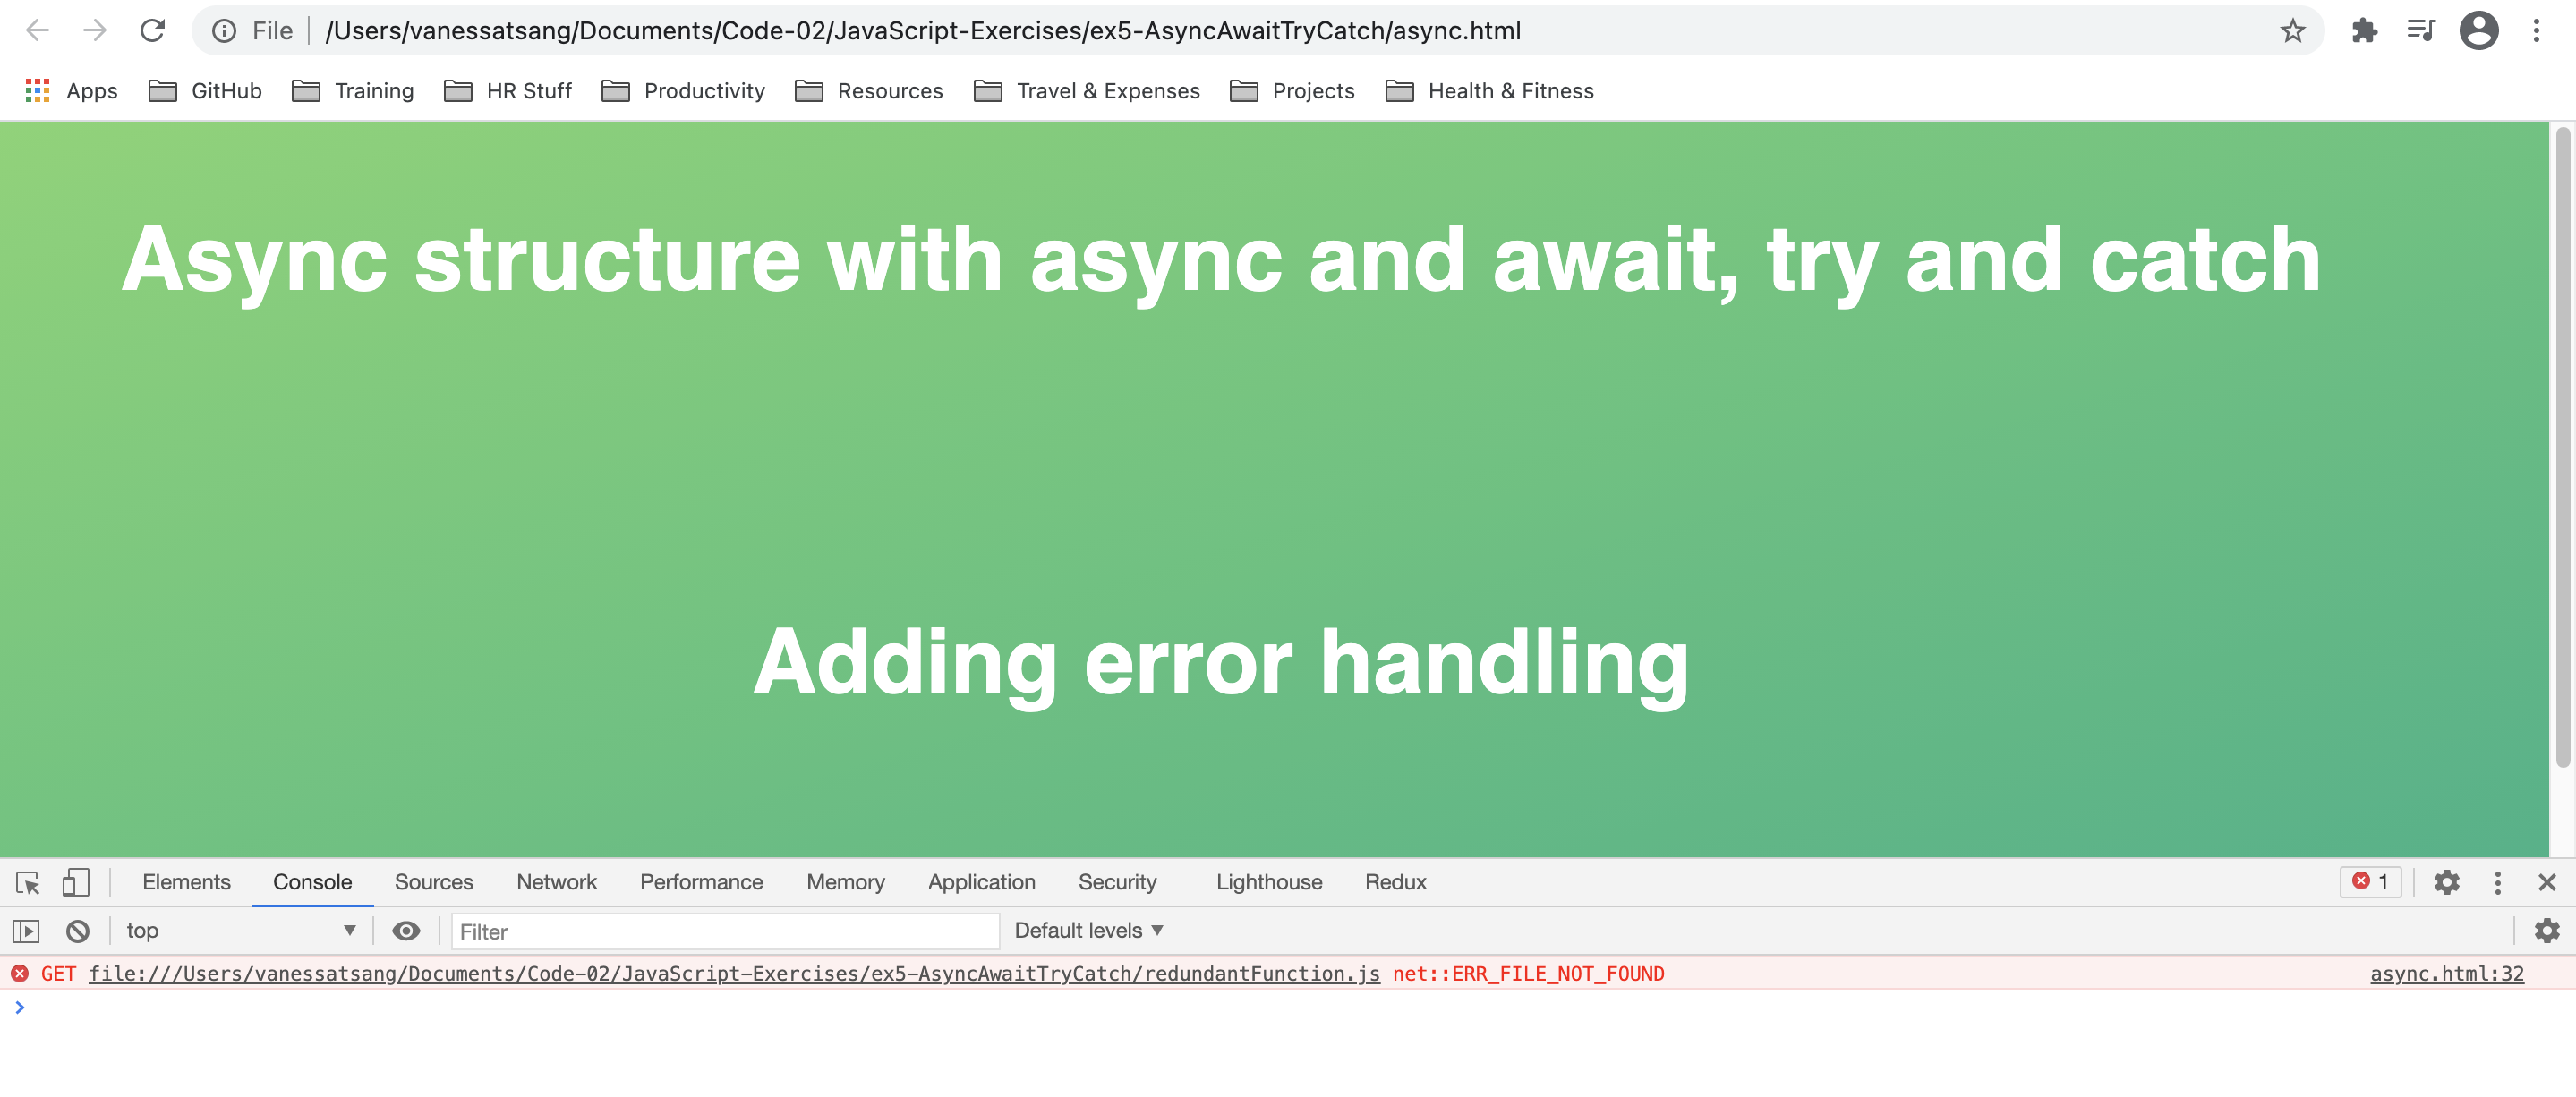 File /Users/vanessatsang/Documents/Code-02/JavaScript-Exercises/ex5-AsyncAwaitTryCatch/async.html
Apps GitHub Training HR Stuff Productivity Resources Travel & Expenses Projects Health & Fitness
Async structure with async and await, try and catch
Adding error handling
Elements Console Sources Network Performance Memory Application Security Lighthouse Redux 1
top Filter Default levels
GET file:///Users/vanessatsang/Documents/Code-02/JavaScript-Exercises/ex5-AsyncAwaitTryCatch/redundantFunction.js net::ERR_FILE_NOT_FOUND async.html:32